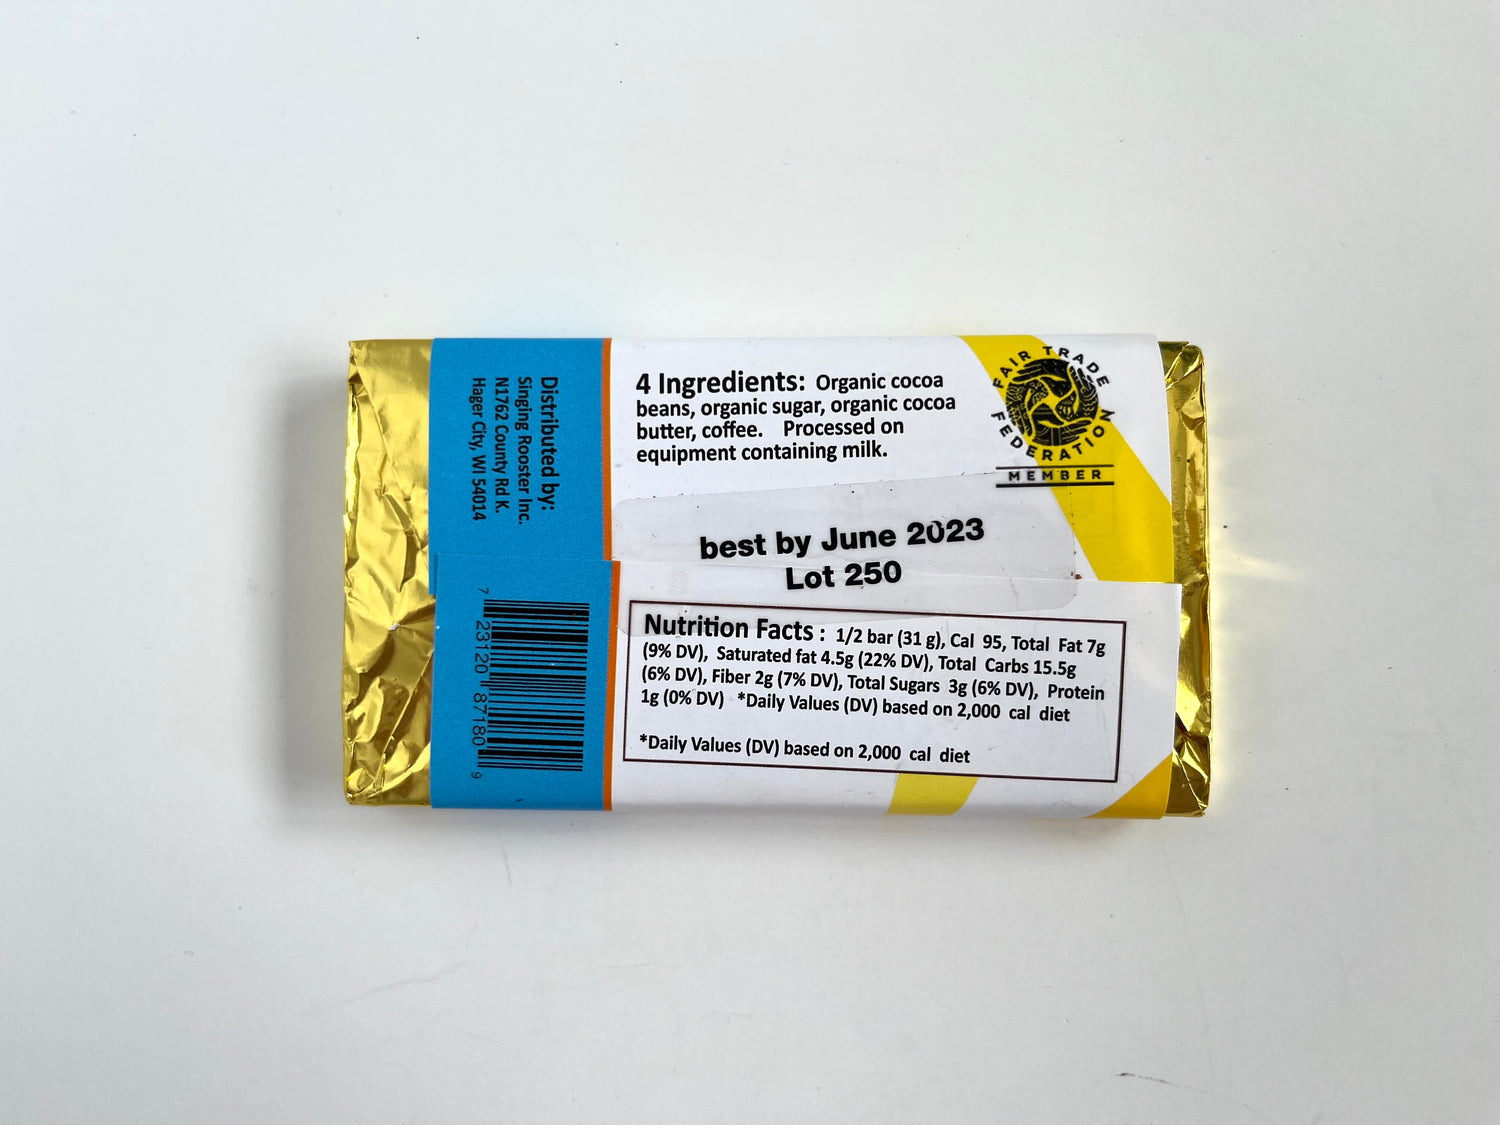 Distributed by:
Singing Rooster Inc.
N1762 County Rd K.
Hager City, WI 54014
4 Ingredients: Organic cocoa
beans, organic sugar, organic cocoa
butter, coffee. Processed on
equipment containing milk.
FAIR TRADE
FEDERATION
MEMBER
best by June 2023
Lot 250
7 23120 87180 9
Nutrition Facts : 1/2 bar (31 g), Cal 95, Total Fat 7g
(9% DV), Saturated fat 4.5g (22% DV), Total Carbs 15.5g
(6% DV), Fiber 2g (7% DV), Total Sugars 3g (6% DV), Protein
1g (0% DV) *Daily Values (DV) based on 2,000 cal diet
*Daily Values (DV) based on 2,000 cal diet